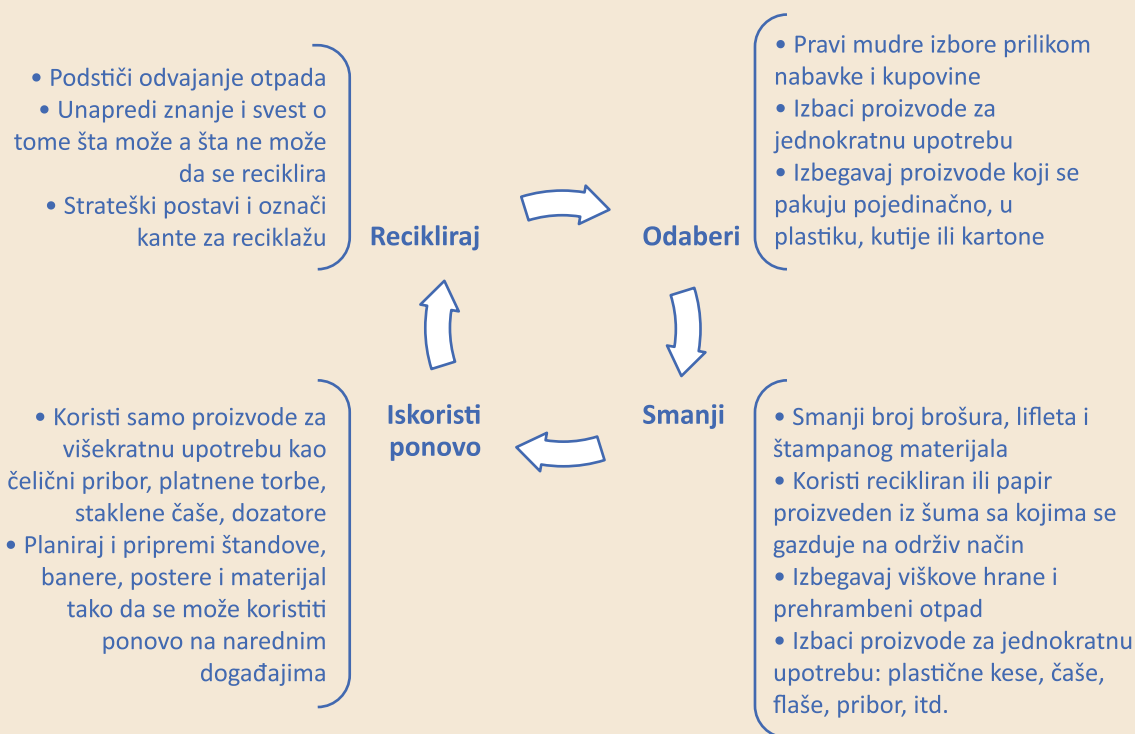 • Podstiči odvajanje otpada
• Unapredi znanje i svest o
tome šta može a šta ne može
da se reciklira
• Strateški postavi i označi
kante za reciklažu
Recikliraj
Odaberi
• Pravi mudre izbore prilikom
nabavke i kupovine
• Izbaci proizvode za
jednokratnu upotrebu
• Izbegavaj proizvode koji se
pakuju pojedinačno, u
plastiku, kutije ili kartone
• Koristi samo proizvode za
višekratnu upotrebu kao
čelični pribor, platnene torbe,
staklene čaše, dozatore
• Planiraj i pripremi štandove,
banere, postere i materijal
tako da se može koristiti
ponovo na narednim
događajima
Iskoristi
ponovo
Smanji
• Smanji broj brošura, lifleta i
štampanog materijala
• Koristi recikliran ili papir
proizveden iz šuma sa kojima se
gazduje na održiv način
• Izbegavaj viškove hrane i
prehrambeni otpad
• Izbaci proizvode za jednokratnu
upotrebu: plastične kese, čaše,
flaše, pribor, itd.